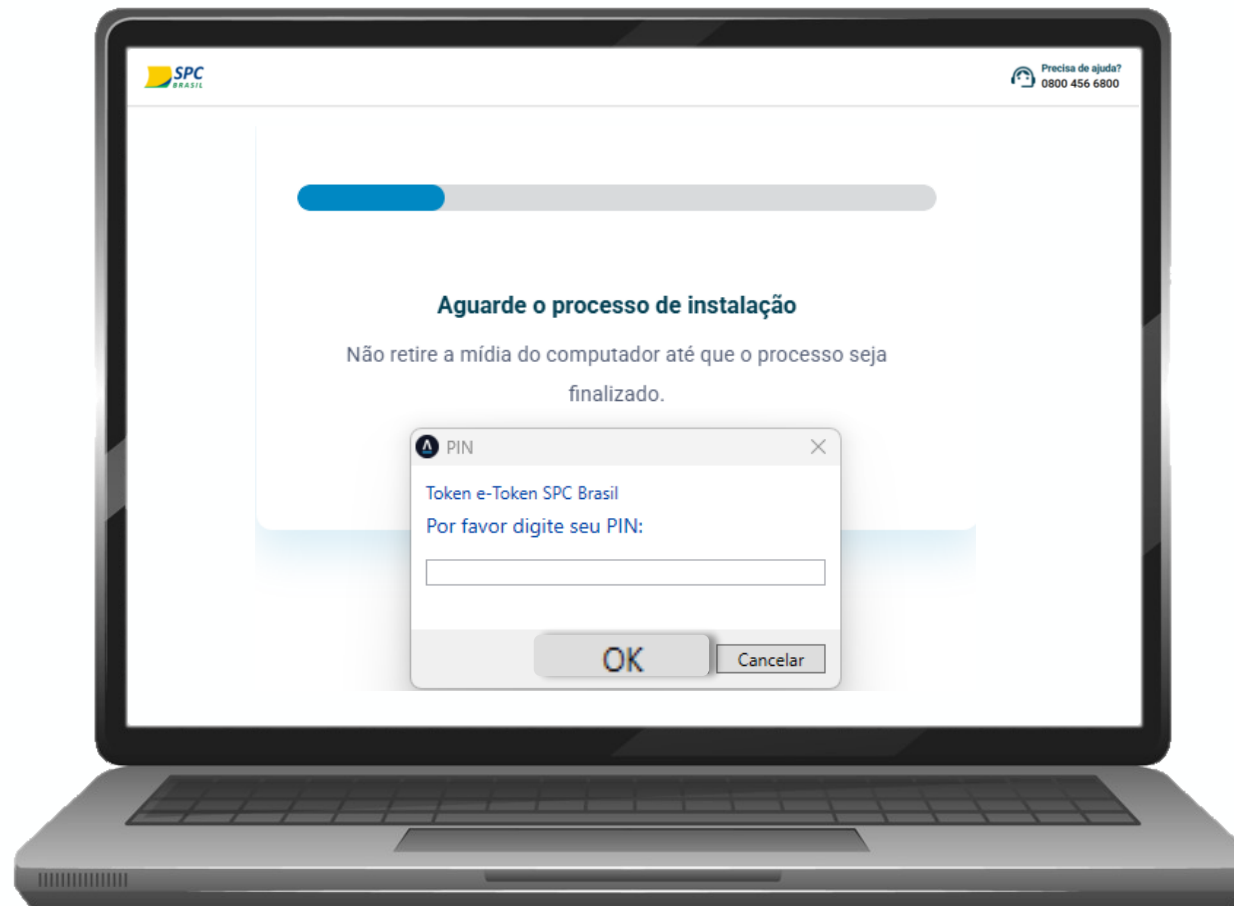 SPC
BRASIL
Precisa de ajuda?
0800 456 6800
Aguarde o processo de instalação
Não retire a mídia do computador até que o processo seja
finalizado.
PIN
Token e-Token SPC Brasil
Por favor digite seu PIN:
OK
Cancelar